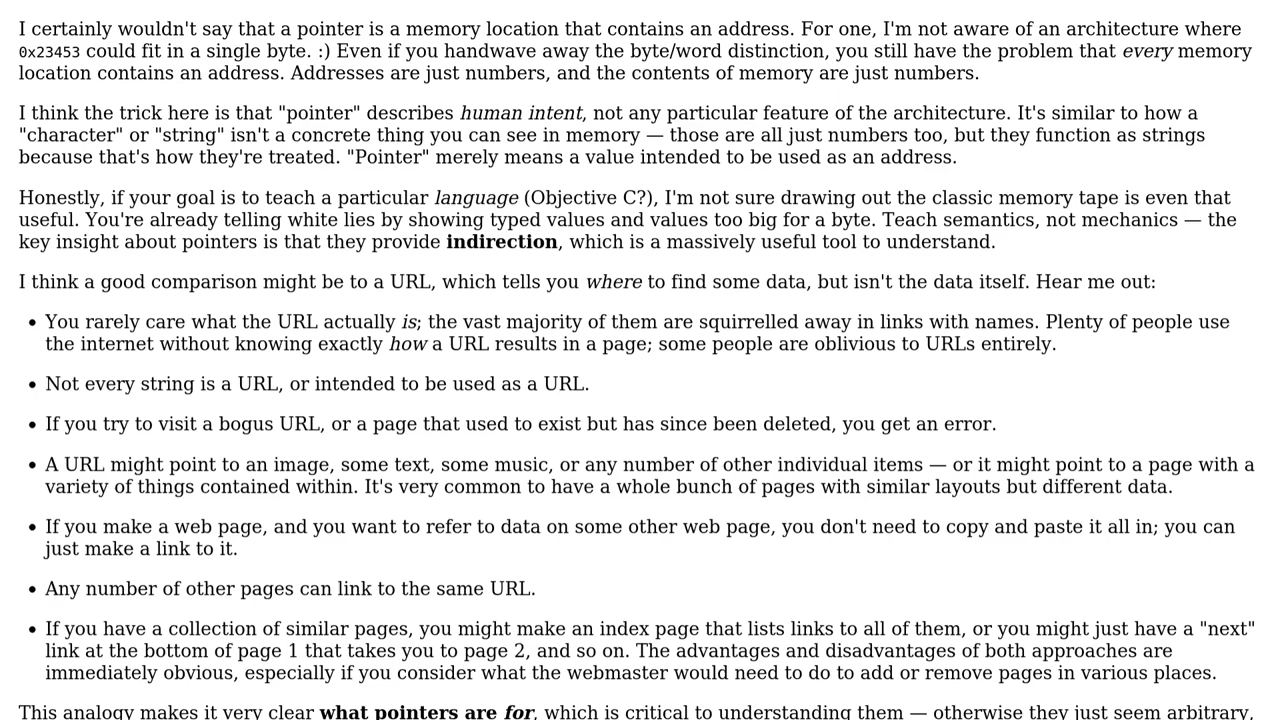 I certainly wouldn't say that a pointer is a memory location that contains an address. For one, I'm not aware of an architecture where
0x23453 could fit in a single byte. :) Even if you handwave away the byte/word distinction, you still have the problem that every memory
location contains an address. Addresses are just numbers, and the contents of memory are just numbers.
I think the trick here is that "pointer" describes human intent, not any particular feature of the architecture. It's similar to how a
"character" or "string" isn't a concrete thing you can see in memory — those are all just numbers too, but they function as strings
because that's how they're treated. "Pointer" merely means a value intended to be used as an address.
Honestly, if your goal is to teach a particular language (Objective C?), I'm not sure drawing out the classic memory tape is even that
useful. You're already telling white lies by showing typed values and values too big for a byte. Teach semantics, not mechanics — the
key insight about pointers is that they provide indirection, which is a massively useful tool to understand.
I think a good comparison might be to a URL, which tells you where to find some data, but isn't the data itself. Hear me out:
• You rarely care what the URL actually is; the vast majority of them are squirrelled away in links with names. Plenty of people use
the internet without knowing exactly how a URL results in a page; some people are oblivious to URLs entirely.
• Not every string is a URL, or intended to be used as a URL.
• If you try to visit a bogus URL, or a page that used to exist but has since been deleted, you get an error.
• A URL might point to an image, some text, some music, or any number of other individual items — or it might point to a page with a
variety of things contained within. It's very common to have a whole bunch of pages with similar layouts but different data.
• If you make a web page, and you want to refer to data on some other web page, you don't need to copy and paste it all in; you can
just make a link to it.
• Any number of other pages can link to the same URL.
• If you have a collection of similar pages, you might make an index page that lists links to all of them, or you might just have a "next"
link at the bottom of page 1 that takes you to page 2, and so on. The advantages and disadvantages of both approaches are
immediately obvious, especially if you consider what the webmaster would need to do to add or remove pages in various places.
This analogy makes it very clear what pointers are for, which is critical to understanding them — otherwise they just seem arbitrary,